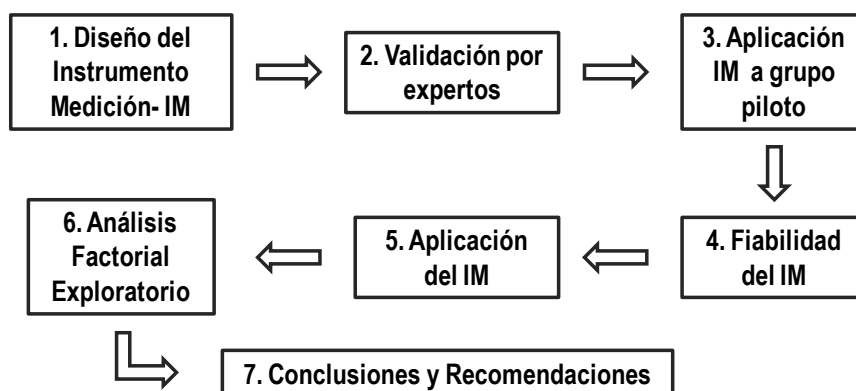 1. Diseño del
Instrumento
Medición- IM
2. Validación por
expertos
3. Aplicación
IM a grupo
piloto
4. Fiabilidad
del IM
5. Aplicación
del IM
6. Análisis
Factorial
Exploratorio
7. Conclusiones y Recomendaciones